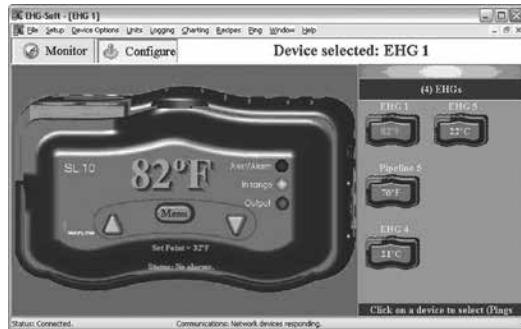 EHG-Soft - [EHG 1]
File Setup Device Options Units Logging Charting Recipes Ping Window Help
Monitor Configure Device selected: EHG 1
(4) EHGs
EHG 1 EHG 5
82°F 22°C
SL 10
82°F
Alert/Alarm
In range
Output
Menu
Set Point = 32°F
Status: No alarms.
Pipeline 5
70°F
EHG 4
21°C
Click on a device to select (Pings
Status: Connected. Communications: Network devices responding.